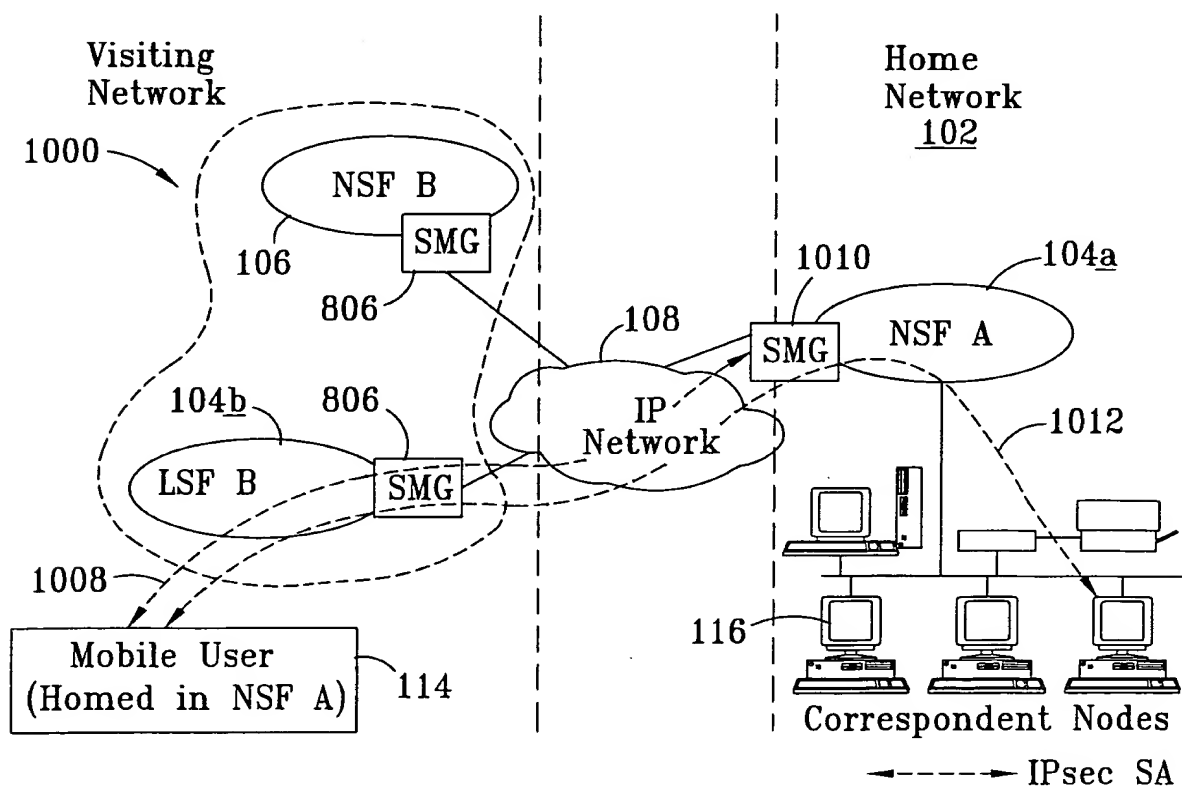 Visiting
Network
Home
Network
102
1000
NSF B
SMG
106
806
1010
104a
108
SMG
NSF A
104b
806
IP
Network
1012
LSF B
SMG
1008
116
Mobile User
(Homed in NSF A)
114
Correspondent Nodes
IPsec SA